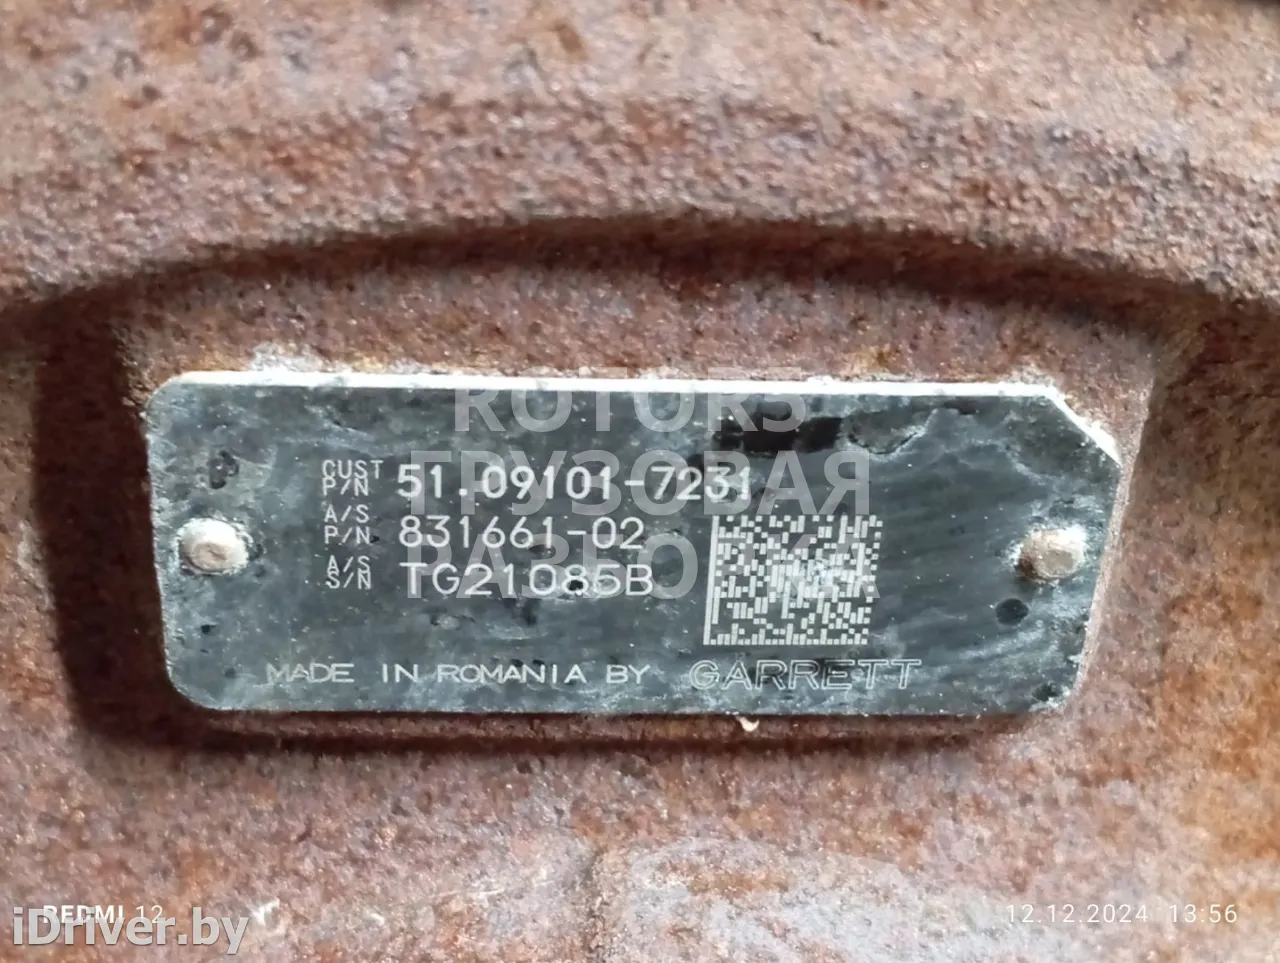 ROTORS
ГРУЗОВАЯ
РАЗБОРКА
CUST P/N 51.09101-7231
A/S P/N 831661-02
A/S S/N TG21085B
MADE IN ROMANIA BY GARRETT
REDMI 12
12.12.2024 13:56
iDriver.by